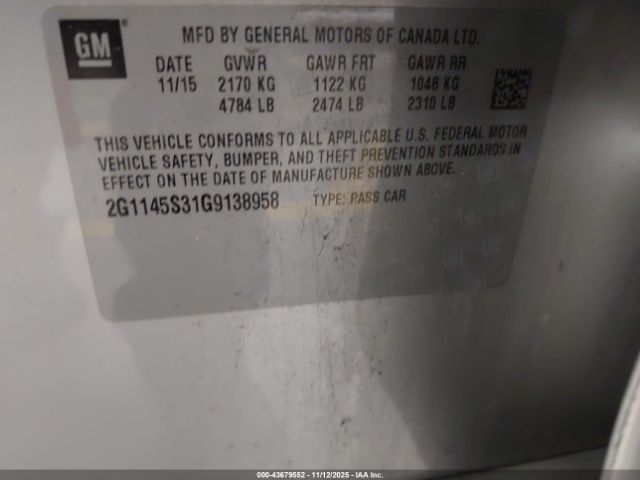 GM
MFD BY GENERAL MOTORS OF CANADA LTD.
DATE GVWR GAWR FRT GAWR RR
11/15 2170 KG 1122 KG 1048 KG
4784 LB 2474 LB 2310 LB
THIS VEHICLE CONFORMS TO ALL APPLICABLE U.S. FEDERAL MOTOR
VEHICLE SAFETY, BUMPER, AND THEFT PREVENTION STANDARDS IN
EFFECT ON THE DATE OF MANUFACTURE SHOWN ABOVE.
2G1145S31G9138958 TYPE: PASS CAR
000-43679552 - 11/12/2025 - IAAI.com